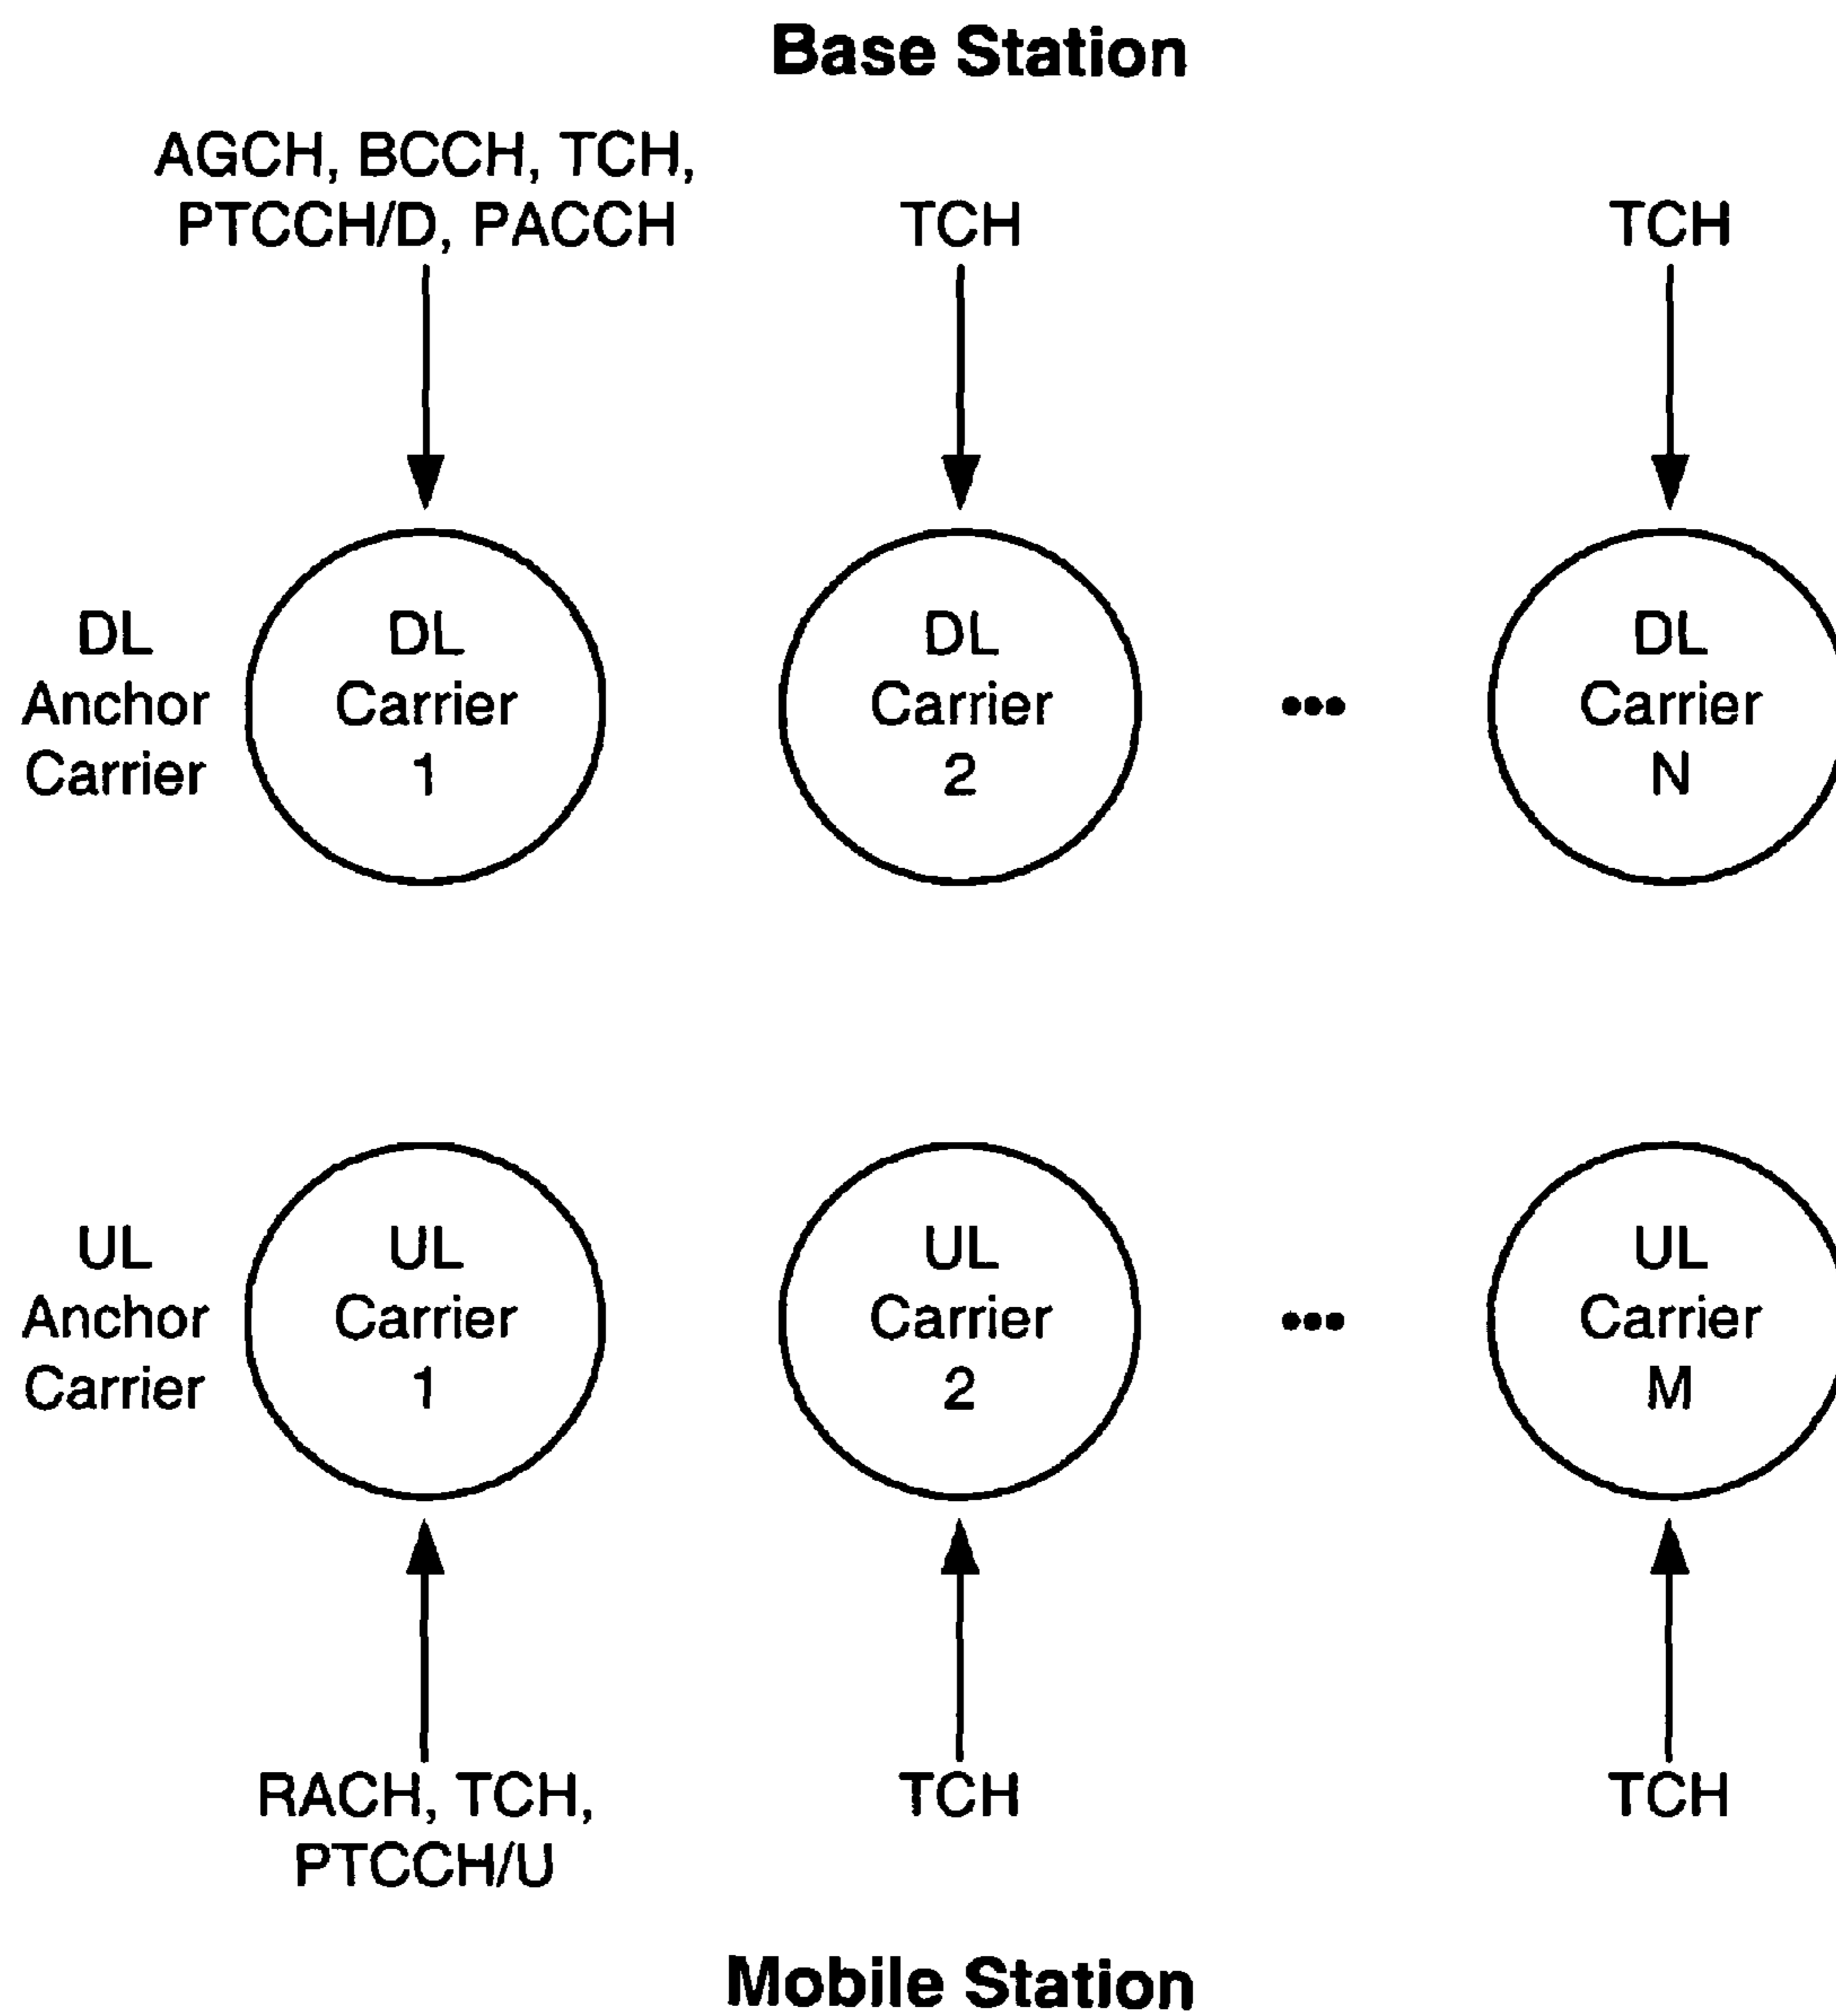 Base Station
AGCH, BCCH, TCH,
PTCCH/D, PACCH
TCH
TCH
DL
Anchor
Carrier
DL
Carrier
1
DL
Carrier
2
•••
DL
Carrier
N
UL
Anchor
Carrier
UL
Carrier
1
UL
Carrier
2
•••
UL
Carrier
M
RACH, TCH,
PTCCH/U
TCH
TCH
Mobile Station